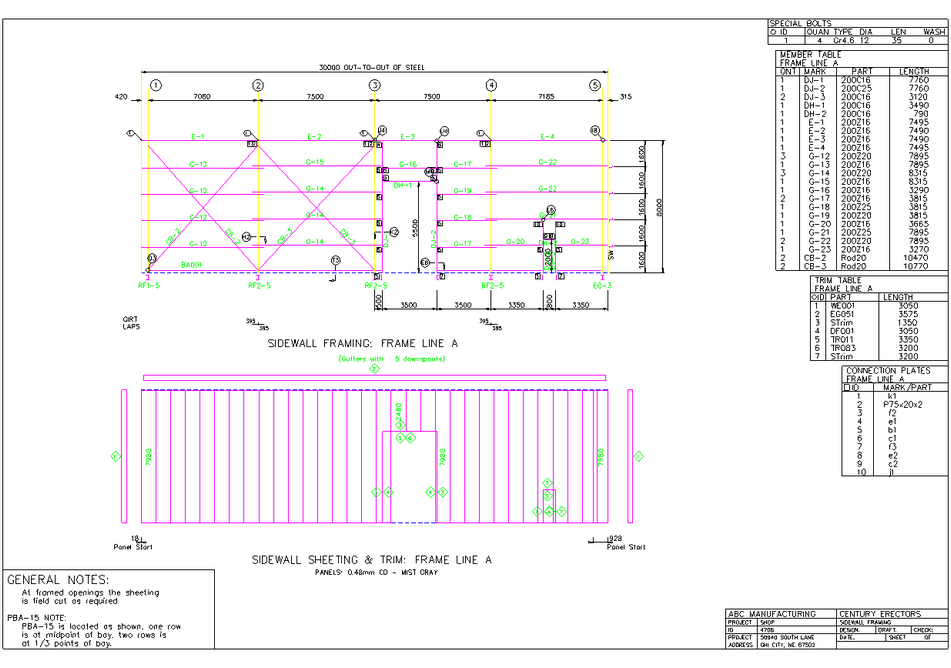 SPECIAL BOLTS
O ID QUAN TYPE DIA LEN WASH
1 4 Gr4.6 12 35 0
MEMBER TABLE
FRAME LINE A
QNT MARK PART LENGTH
1 DJ-1 200C16 7760
1 DJ-2 200C25 7760
2 DJ-3 200C16 3120
1 DH-1 200C16 3490
1 DH-2 200C16 790
1 E-1 200Z16 7495
1 E-2 200Z16 7490
1 E-3 200Z16 7490
1 E-4 200Z16 7495
3 G-12 200Z20 7895
1 G-13 200Z16 7895
3 G-14 200Z20 8315
1 G-15 200Z16 8315
1 G-16 200Z16 3290
2 G-17 200Z16 3815
1 G-18 200Z25 3815
1 G-19 200Z20 3815
1 G-20 200Z16 3665
1 G-21 200Z25 7895
2 G-22 200Z20 7895
1 G-23 200Z16 3270
2 CB-2 Rod20 10470
2 CB-3 Rod20 10770
TRIM TABLE
FRAME LINE A
ID PART LENGTH
1 WE001 3050
2 EG051 3575
3 STrim 1350
4 DF001 3050
5 TR011 3350
6 TR083 3200
7 STrim 3200
CONNECTION PLATES
FRAME LINE A
ID MARK/PART
1 k1
2 P75x20x2
3 f2
4 e1
5 b1
6 c1
7 f3
8 e2
9 c2
10 j1
30000 OUT-TO-OUT OF STEEL
1 2 3 4 5
420 7080 7500 7500 7185 315
E-1 E-2 E-3 E-4
G-13 G-15 G-16 G-17 G-22
DH-1
G-12 G-14 G-19 G-22
G-12 G-14 G-18
CB-2 CB-2 CB-3 CB-3 DJ-2
G-12 G-14 G-17 G-20 G-23
BA001
5500
1600 1600 1600 1600 1600
8000
SW
RF1-5 RF2-5 RF2-5 RF2-5 EC-3
500 3500 3500 3350 800 3350
GIRT
LAPS
395 385 395 385
SIDEWALL FRAMING: FRAME LINE A
(Gutters with 5 downspouts)
7980 2480 7980 7980
18 928
Panel Start Panel Start
SIDEWALL SHEETING & TRIM: FRAME LINE A
PANELS: 0.48mm CO - MIST GRAY
GENERAL NOTES:
At framed openings the sheeting
is field cut as required
PBA-15 NOTE:
PBA-15 is located as shown, one row
is at midpoint of bay, two rows is
at 1/3 points of bay.
ABC MANUFACTURING CENTURY ERECTORS
PROJECT SHOP SIDEWALL FRAMING
ID 4708 DESIGN: DRAFT: CHECK:
PROJECT SOUTH LANE DATE: SHEET OF
ADDRESS OHI CITY, NE 67502